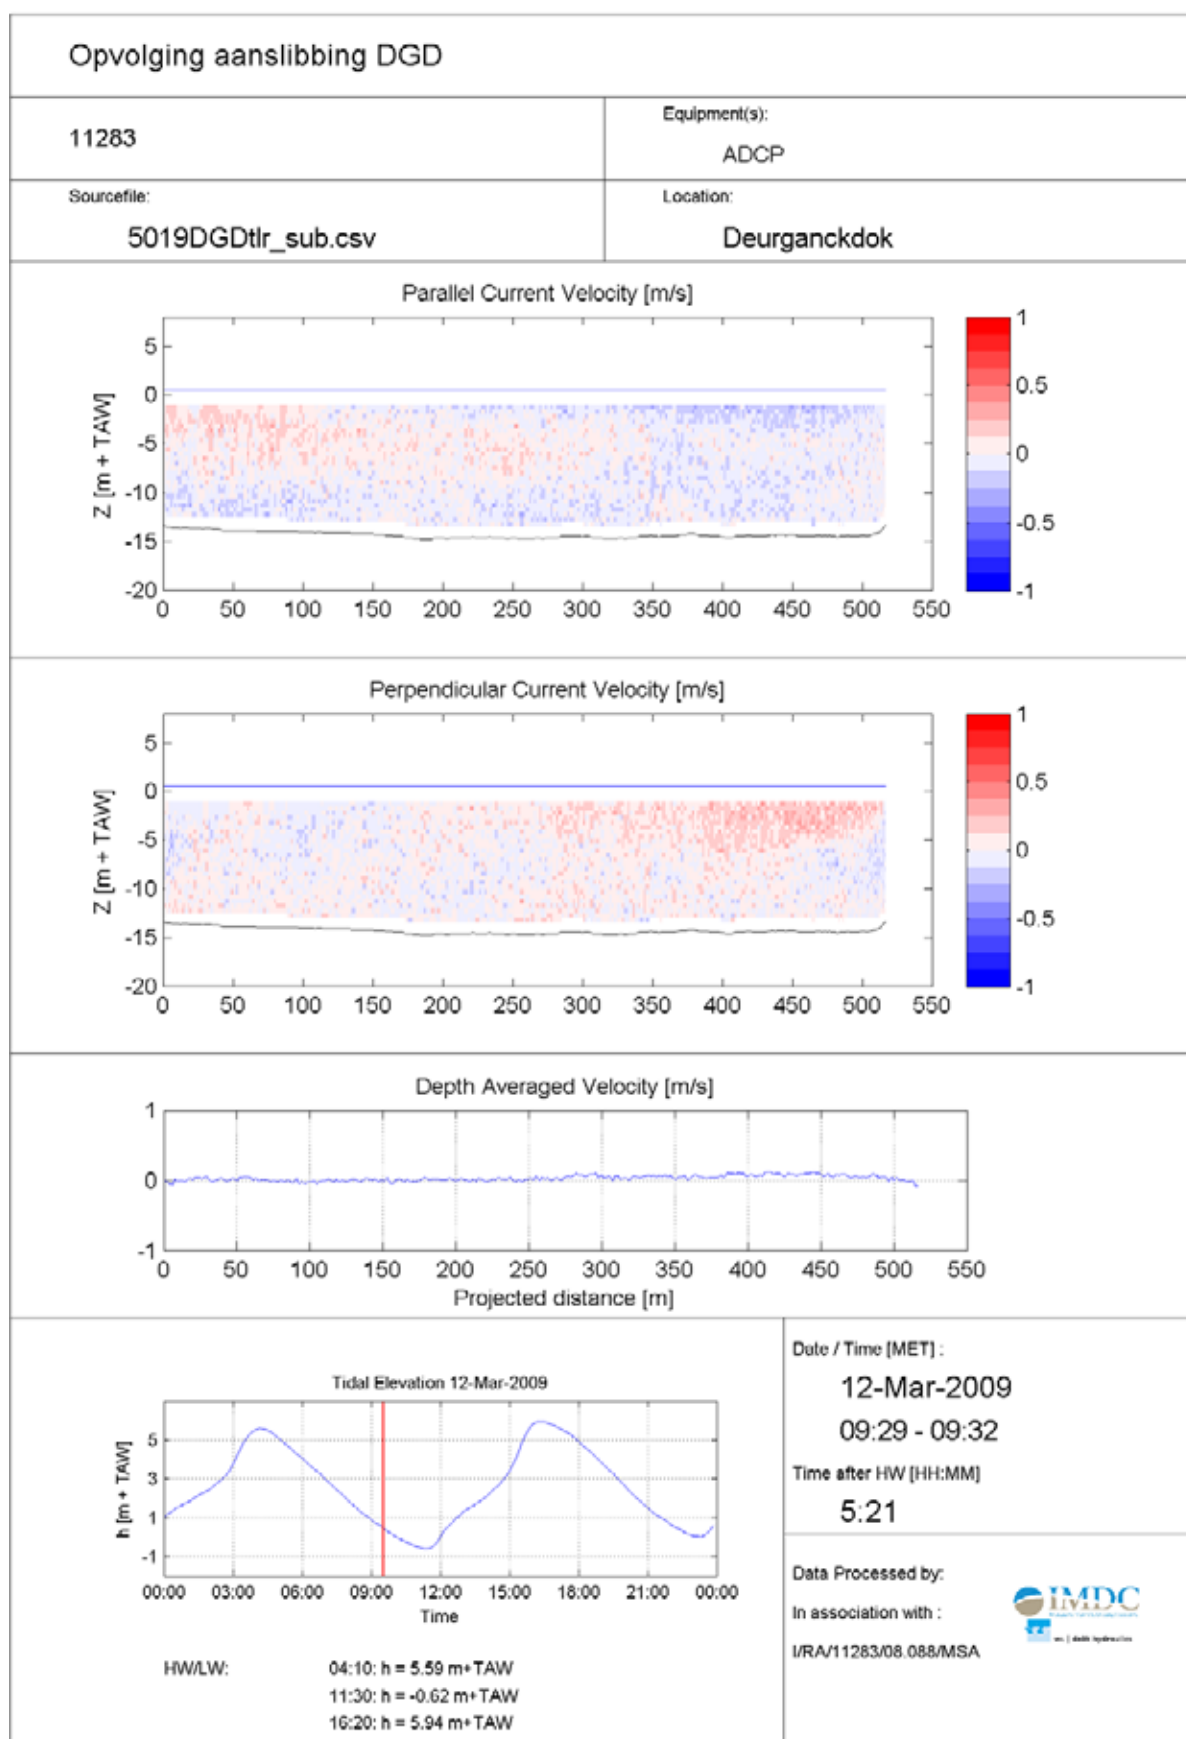 Opvolging aanslibbing DGD
11283
Equipment(s):
ADCP
Sourcefile:
5019DGDtlr_sub.csv
Location:
Deurganckdok
Parallel Current Velocity [m/s]
Z [m + TAW]
5
0
-5
-10
-15
-20
0 50 100 150 200 250 300 350 400 450 500 550
1
0.5
0
-0.5
-1
Perpendicular Current Velocity [m/s]
Z [m + TAW]
5
0
-5
-10
-15
-20
0 50 100 150 200 250 300 350 400 450 500 550
1
0.5
0
-0.5
-1
Depth Averaged Velocity [m/s]
1
0
-1
0 50 100 150 200 250 300 350 400 450 500 550
Projected distance [m]
Tidal Elevation 12-Mar-2009
h [m + TAW]
5
3
1
-1
00:00 03:00 06:00 09:00 12:00 15:00 18:00 21:00 00:00
Time
HW/LW:
04:10: h = 5.59 m+TAW
11:30: h = -0.62 m+TAW
16:20: h = 5.94 m+TAW
Date / Time [MET] :
12-Mar-2009
09:29 - 09:32
Time after HW [HH:MM]
5:21
Data Processed by:
In association with :
I/RA/11283/08.088/MSA
IMDC
wl | delft hydraulics